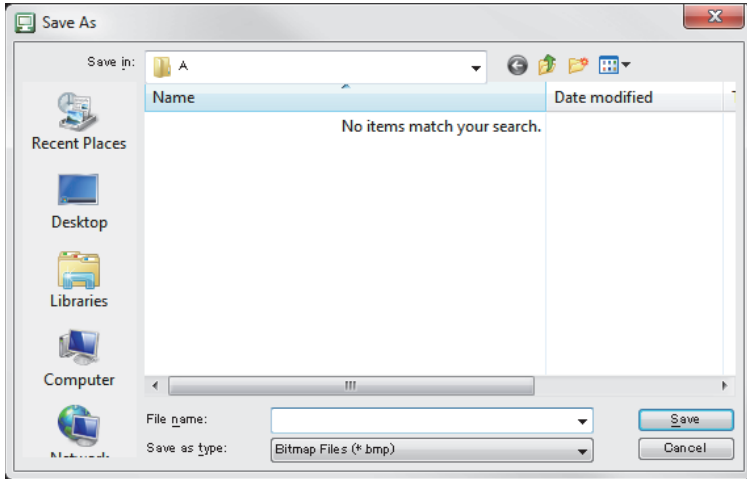 Save As
Save in:
A
Name
Date modified
No items match your search.
Recent Places
Desktop
Libraries
Computer
File name:
Save
Save as type:
Bitmap Files (*.bmp)
Cancel